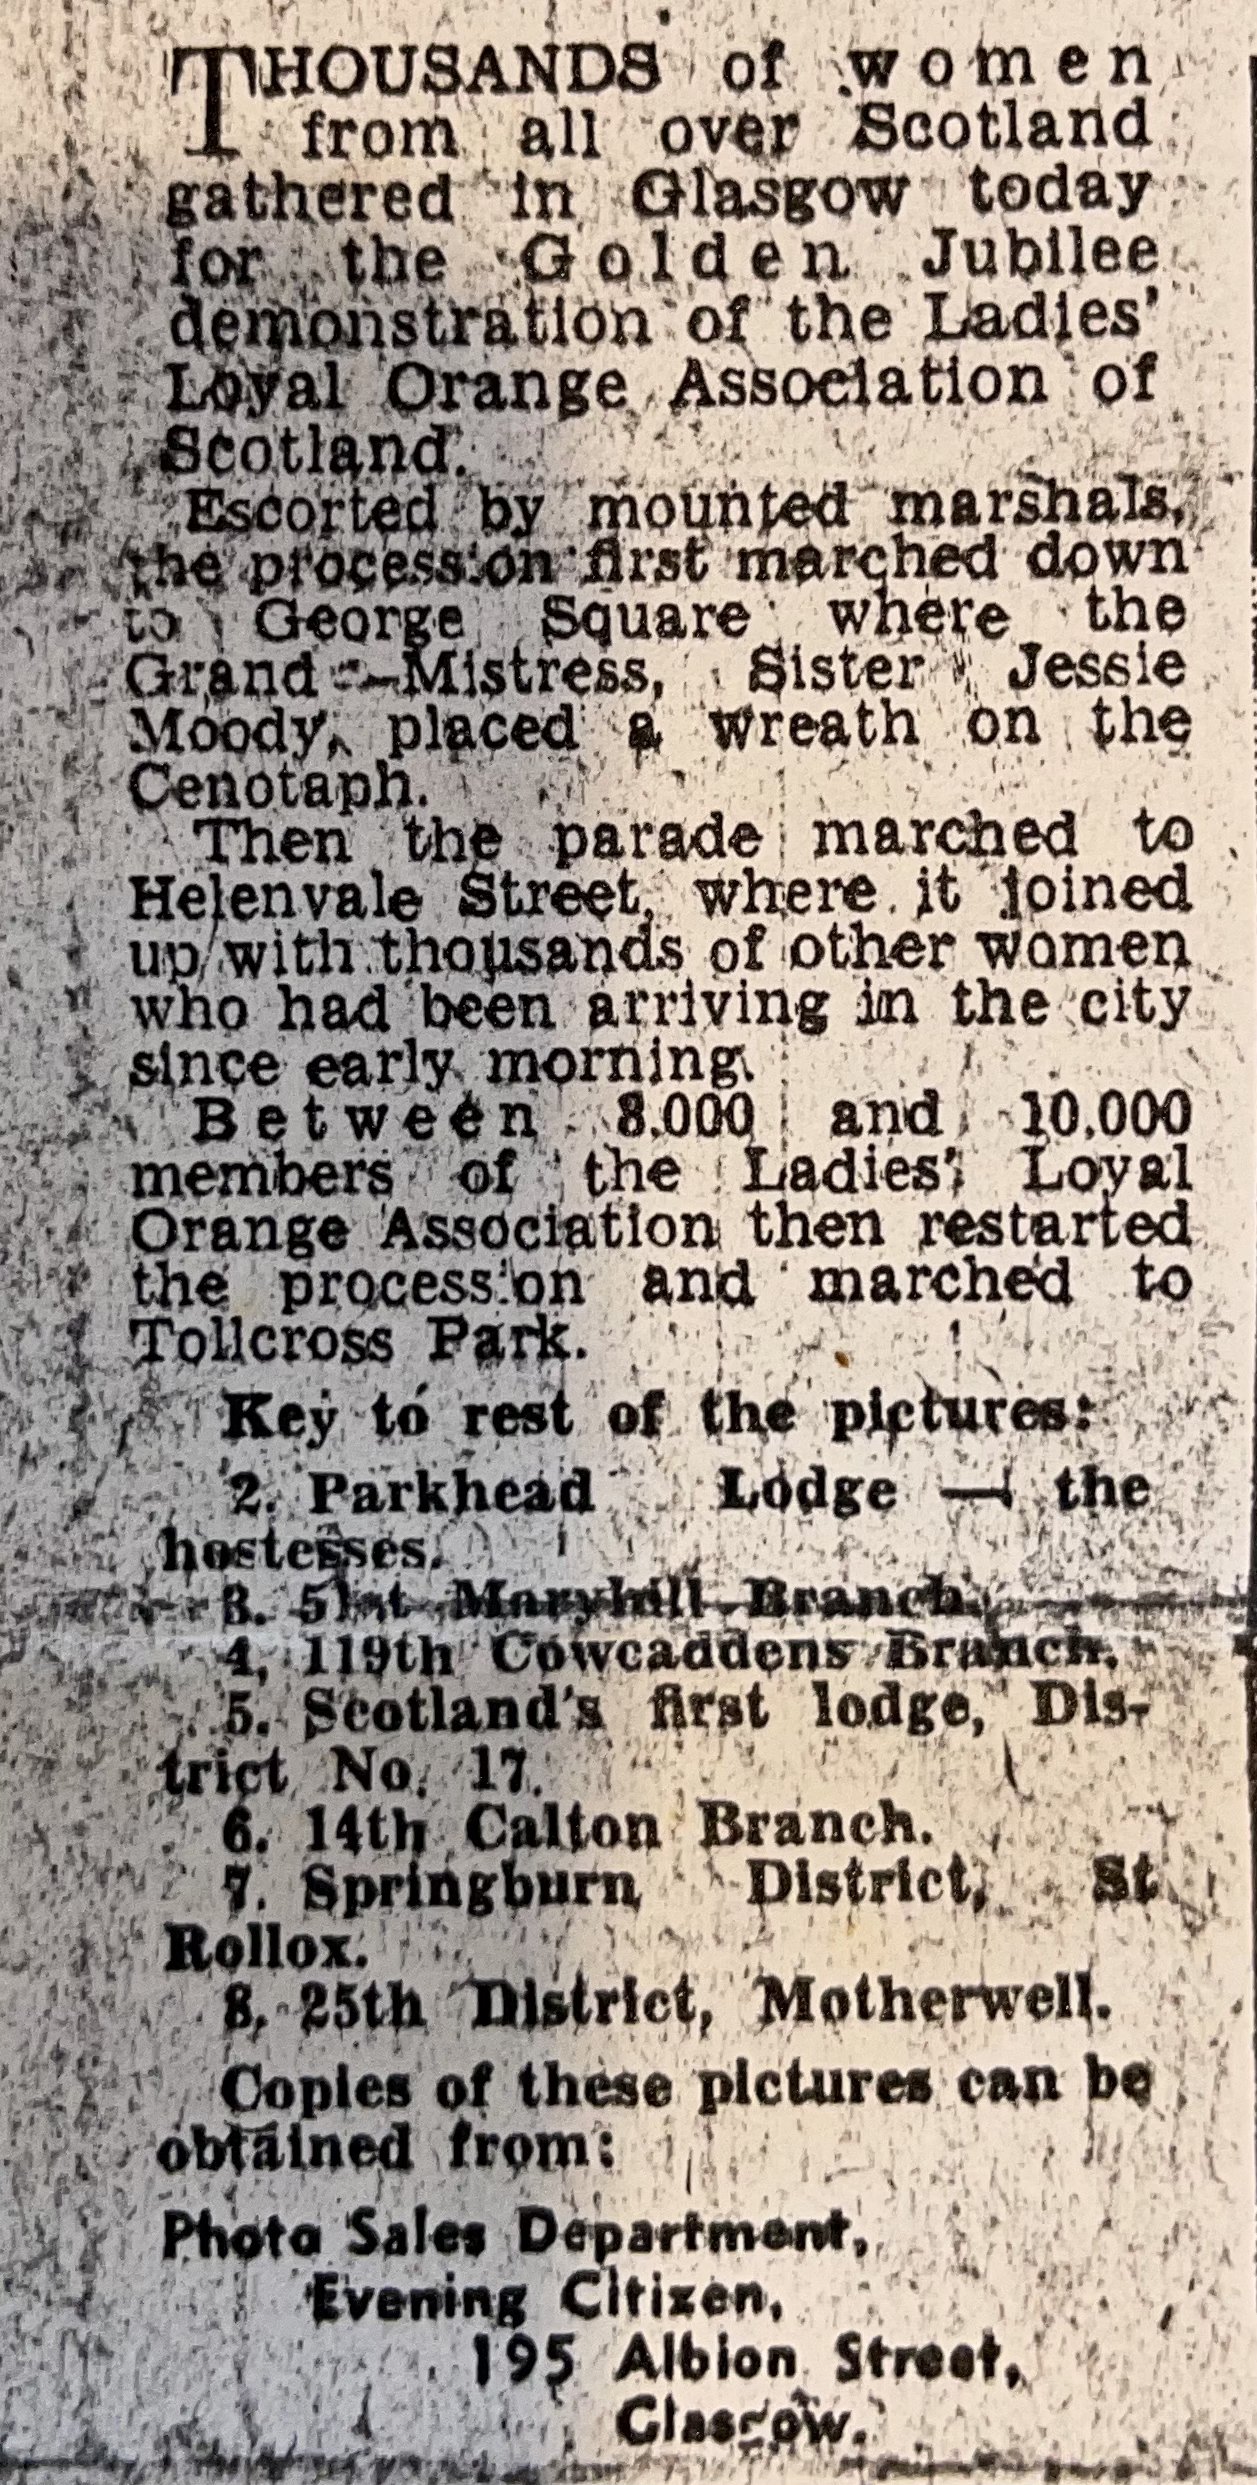 THOUSANDS of women
from all over Scotland
gathered in Glasgow today
for the Golden Jubilee
demonstration of the Ladies'
Loyal Orange Association of
Scotland.
Escorted by mounted marshals,
the procession first marched down
to George Square where the
Grand -Mistress, Sister Jessie
Moody, placed a wreath on the
Cenotaph.
Then the parade marched to
Helenvale Street, where it joined
up with thousands of other women
who had been arriving in the city
since early morning.
Between 8,000 and 10,000
members of the Ladies' Loyal
Orange Association then restarted
the procession and marched to
Tollcross Park.
Key to rest of the pictures:
2. Parkhead Lodge — the
hostesses.
3. 51st Maryhill Branch.
4, 119th Cowcaddens Branch.
5. Scotland's first lodge, Dis-
trict No. 17.
6. 14th Calton Branch.
7. Springburn District, St
Rollox.
8, 25th District, Motherwell.
Copies of these pictures can be
obtained from:
Photo Sales Department,
Evening Citizen,
195 Albion Street,
Glasgow.